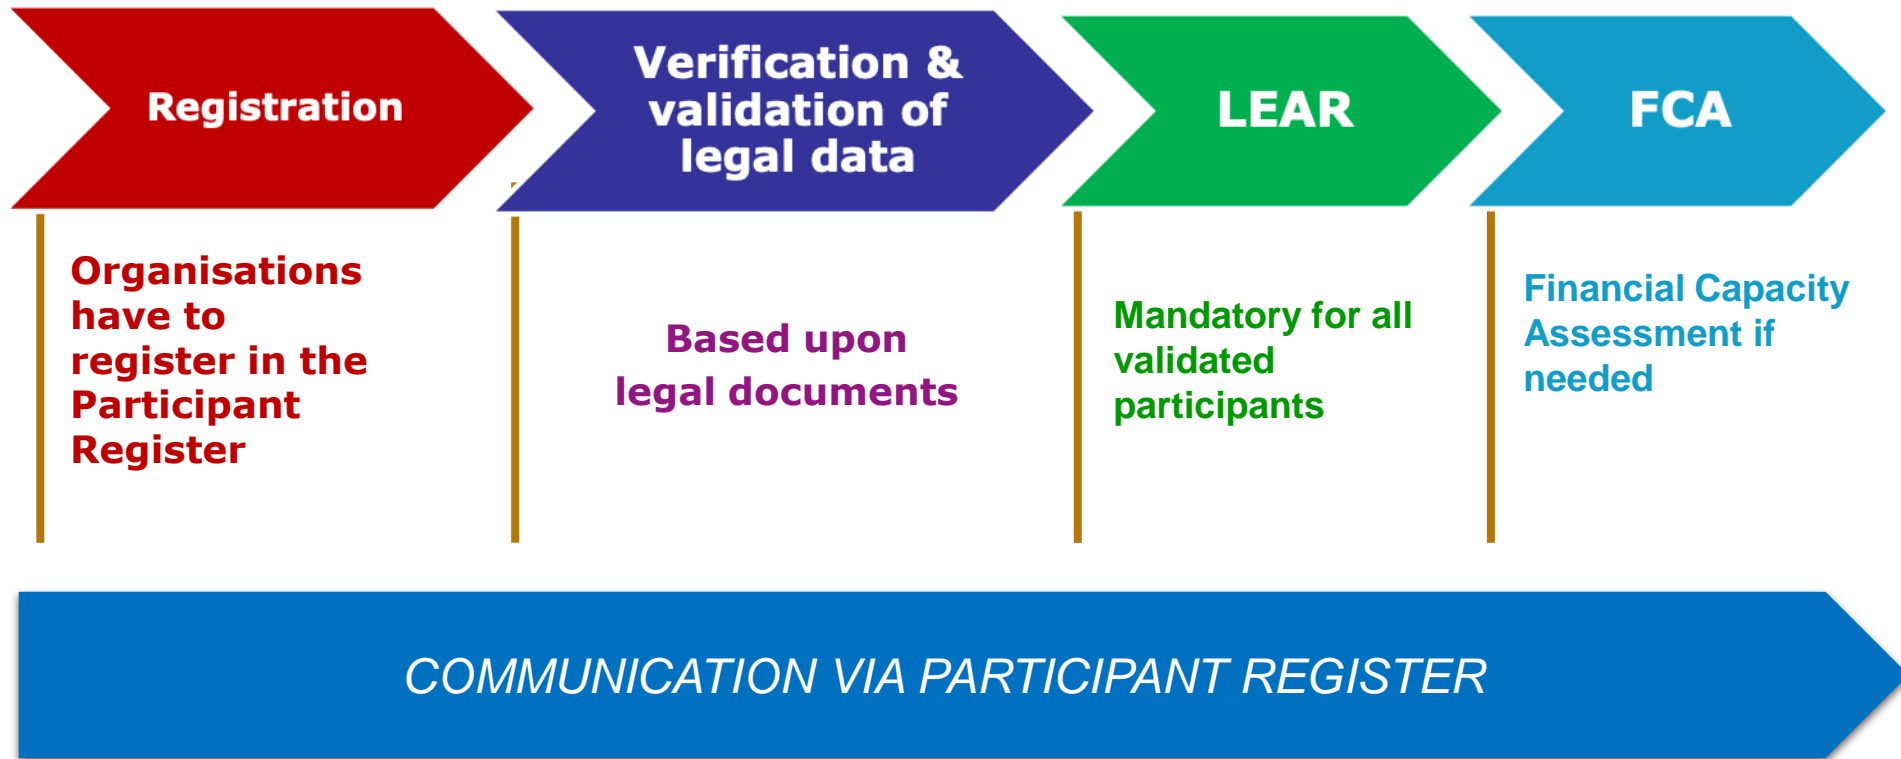 Registration
Verification &
validation of
legal data
LEAR
FCA
Organisations
have to
register in the
Participant
Register
Based upon
legal documents
Mandatory for all
validated
participants
Financial Capacity
Assessment if
needed
COMMUNICATION VIA PARTICIPANT REGISTER